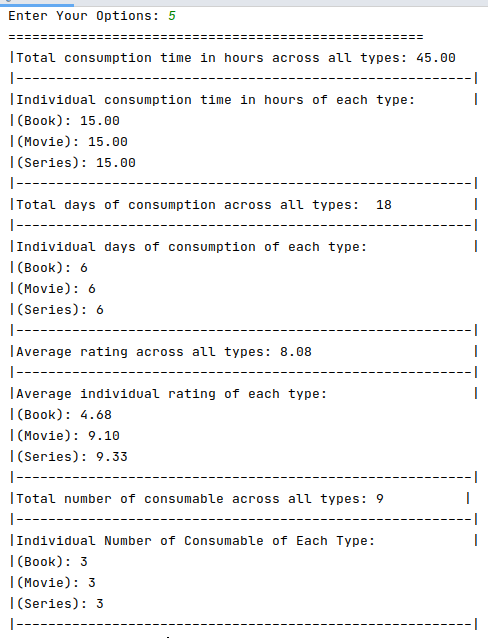 Enter Your Options: 5
====================================================
|Total consumption time in hours across all types: 45.00
|---------------------------------------------------------|
|Individual consumption time in hours of each type:       |
|(Book): 15.00
|(Movie): 15.00
|(Series): 15.00
|---------------------------------------------------------|
|Total days of consumption across all types:  18          |
|---------------------------------------------------------|
|Individual days of consumption of each type:             |
|(Book): 6
|(Movie): 6
|(Series): 6
|---------------------------------------------------------|
|Average rating across all types: 8.08                    |
|---------------------------------------------------------|
|Average individual rating of each type:                  |
|(Book): 4.68
|(Movie): 9.10
|(Series): 9.33
|---------------------------------------------------------|
|Total number of consumable across all types: 9          |
|---------------------------------------------------------|
|Individual Number of Consumable of Each Type:            |
|(Book): 3
|(Movie): 3
|(Series): 3
|---------------------------------------------------------|